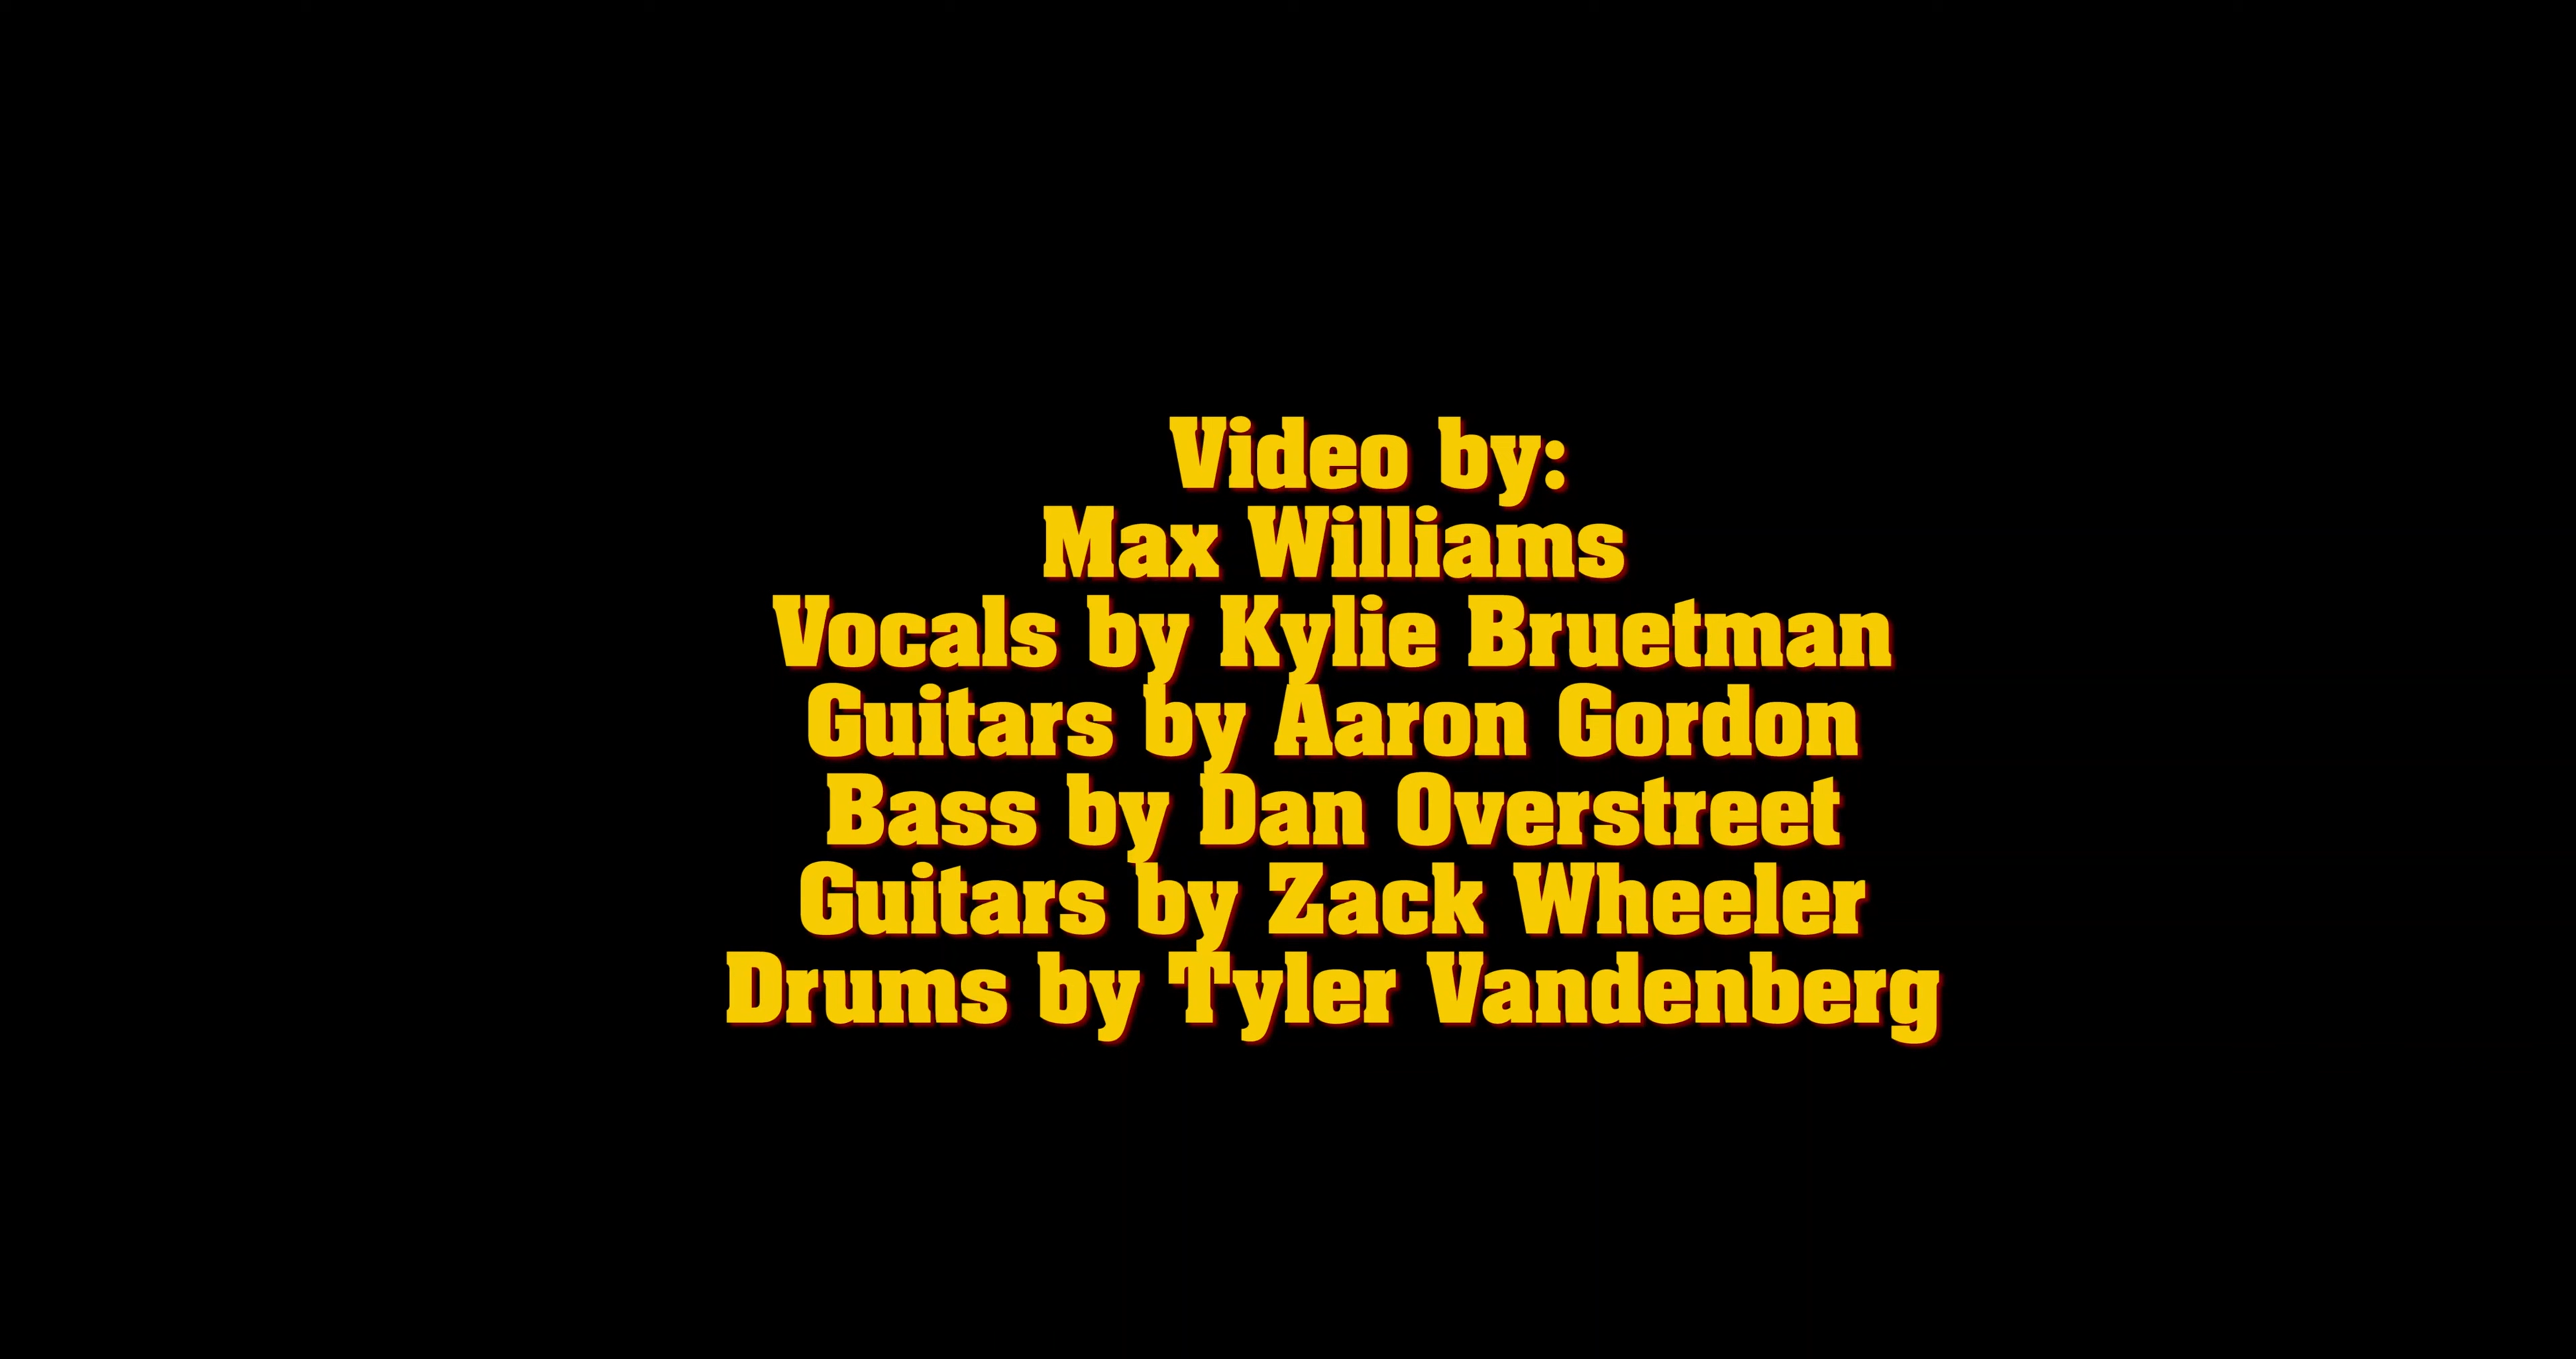 Video by:
Max Williams
Vocals by Kylie Bruetman
Guitars by Aaron Gordon
Bass by Dan Overstreet
Guitars by Zack Wheeler
Drums by Tyler Vandenberg